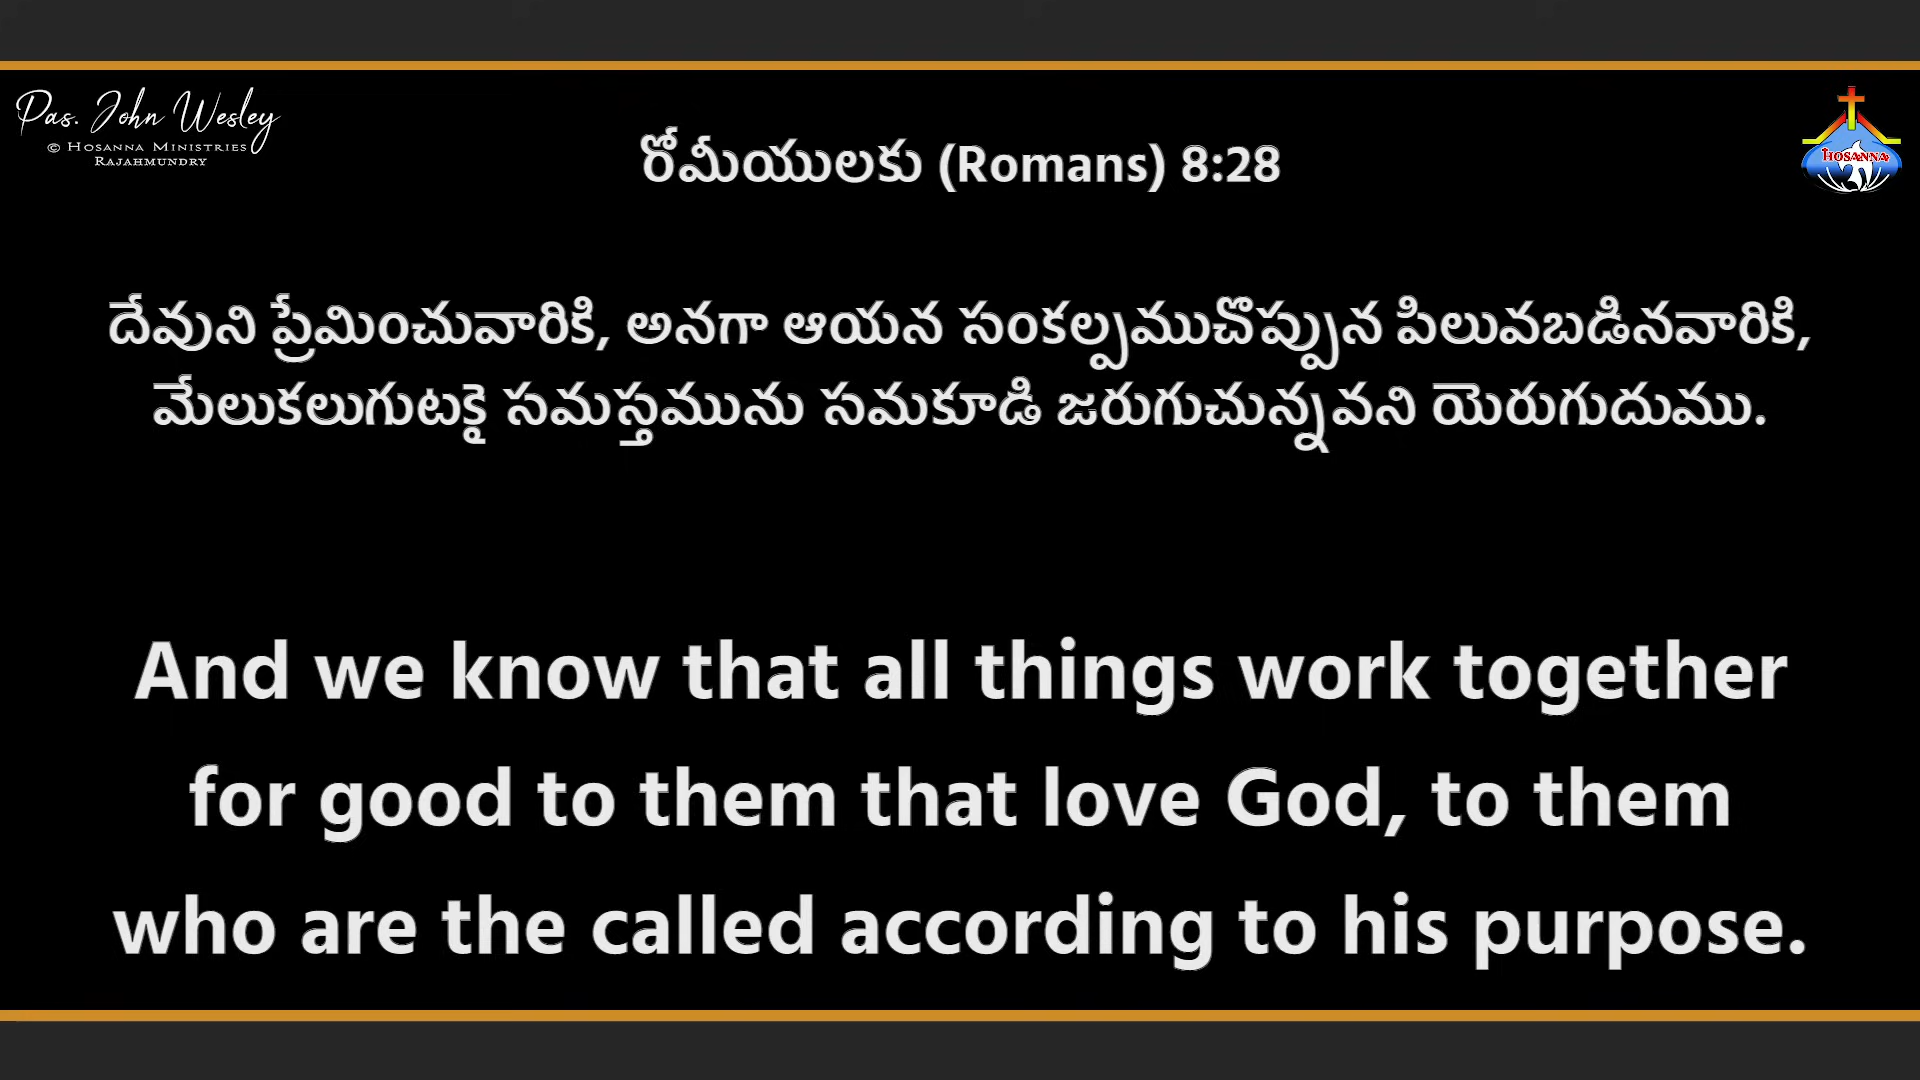 Pas. John Wesley
© Hosanna Ministries
Rajahmundry
HOSANNA
రోమీయులకు (Romans) 8:28
దేవుని ప్రేమించువారికి, అనగా ఆయన సంకల్పముచొప్పున పిలువబడినవారికి,
మేలుకలుగుటకై సమస్తమును సమకూడి జరుగుచున్నవని యెరుగుదుము.
And we know that all things work together
for good to them that love God, to them
who are the called according to his purpose.